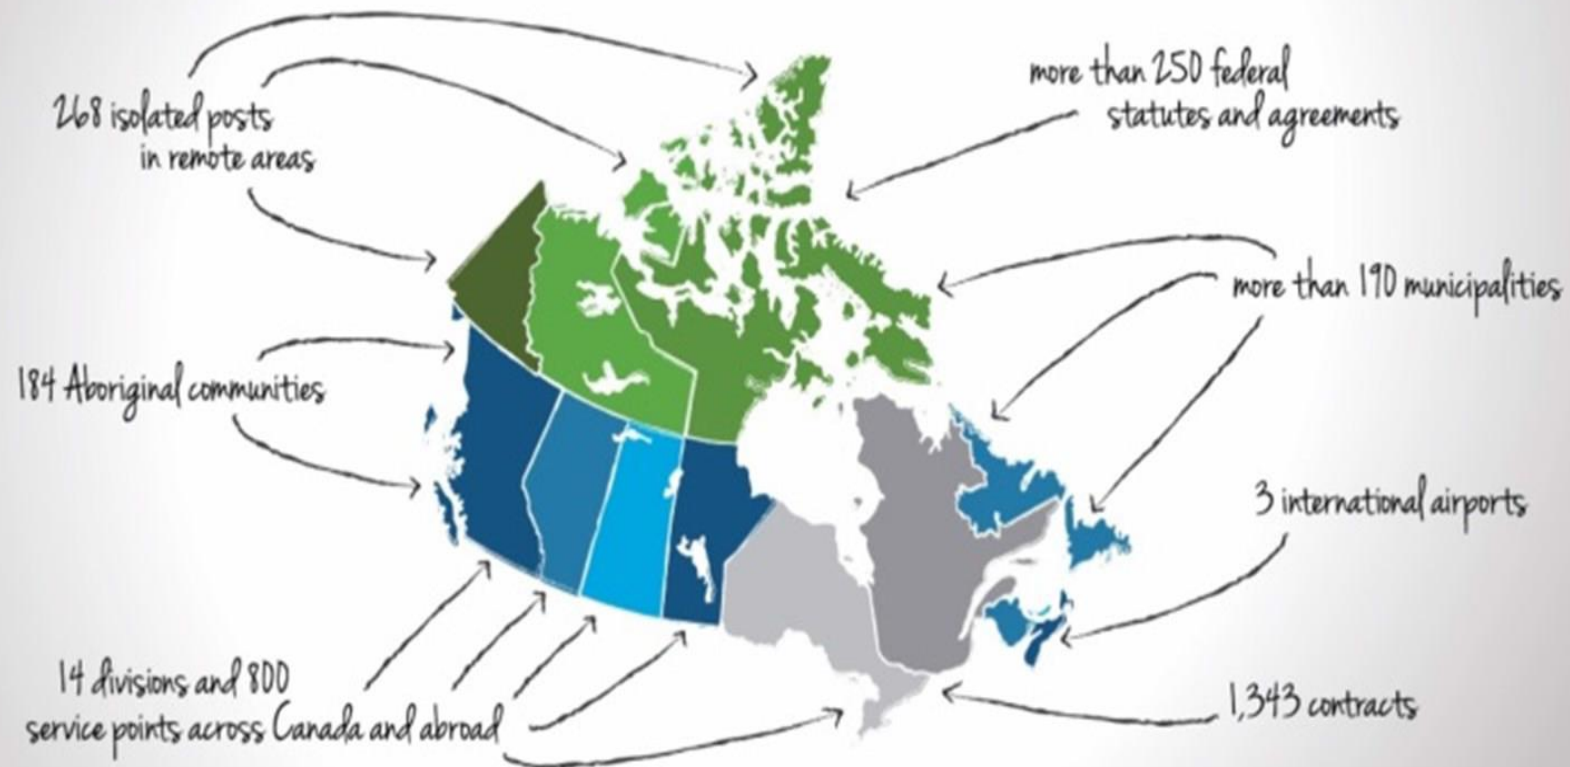 268 isolated posts
in remote areas
more than 250 federal
statutes and agreements
more than 190 municipalities
184 Aboriginal communities
3 international airports
14 divisions and 800
service points across Canada and abroad
1,343 contracts